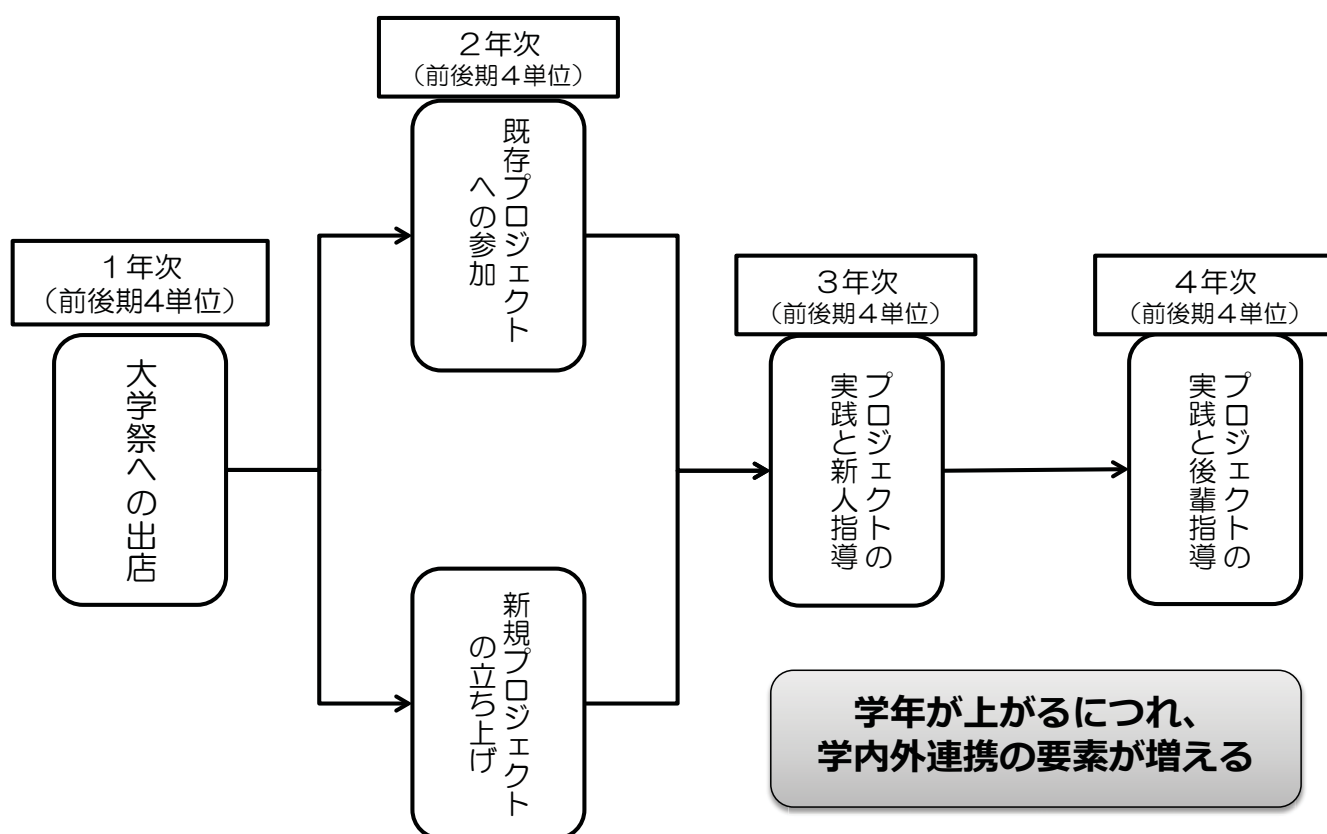 1年次
(前後期4単位)
大学祭への出店
2年次
(前後期4単位)
既存プロジェクト
への参加
新規プロジェクト
の立ち上げ
3年次
(前後期4単位)
プロジェクトの
実践と新人指導
4年次
(前後期4単位)
プロジェクトの
実践と後輩指導
学年が上がるにつれ、
学内外連携の要素が増える